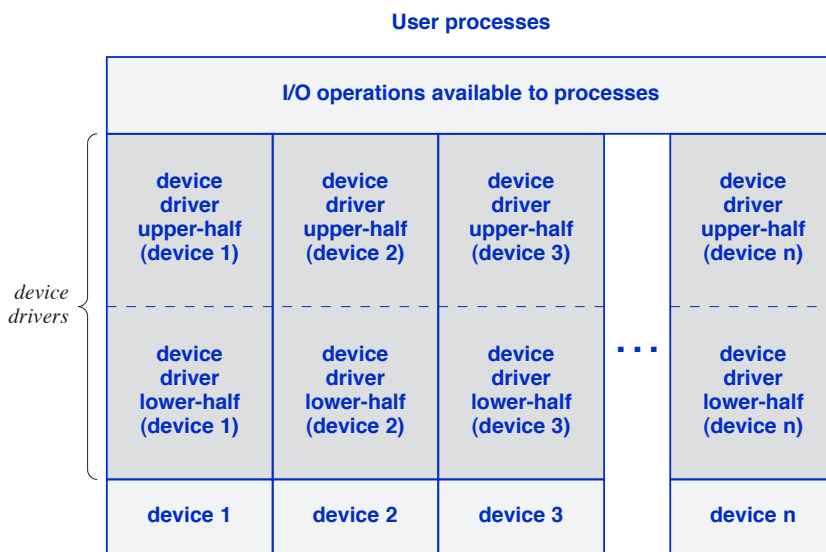 User processes
I/O operations available to processes
device
driver
upper-half
(device 1)
device
driver
upper-half
(device 2)
device
driver
upper-half
(device 3)
device
driver
upper-half
(device n)
device
drivers
device
driver
lower-half
(device 1)
device
driver
lower-half
(device 2)
device
driver
lower-half
(device 3)
. . .
device
driver
lower-half
(device n)
device 1
device 2
device 3
device n